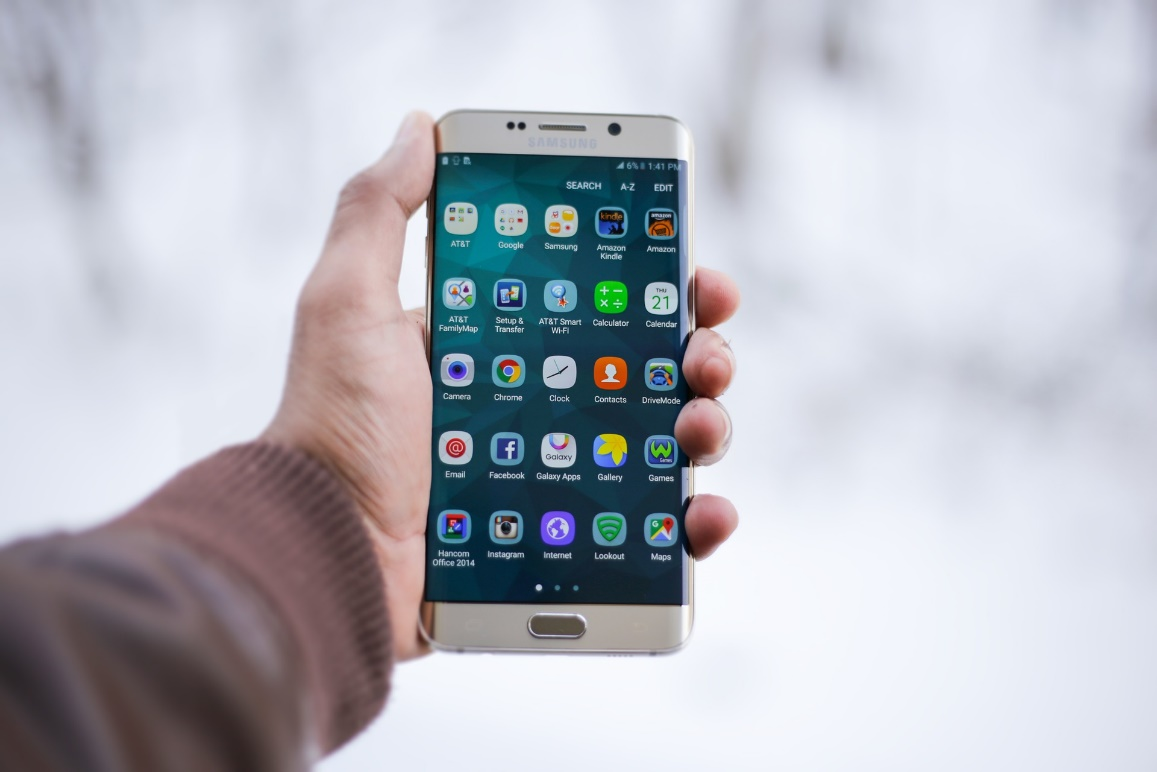 SAMSUNG
6% 1:41 PM
SEARCH A-Z EDIT
kindle amazon
AT&T Google Samsung Amazon Kindle Amazon
THU
21
AT&T FamilyMap Setup & Transfer AT&T Smart Wi-Fi Calculator Calendar
Camera Chrome Clock Contacts DriveMode
@ f Galaxy Games
Email Facebook Galaxy Apps Gallery Games
Hancom Office 2014 Instagram Internet Lookout Maps